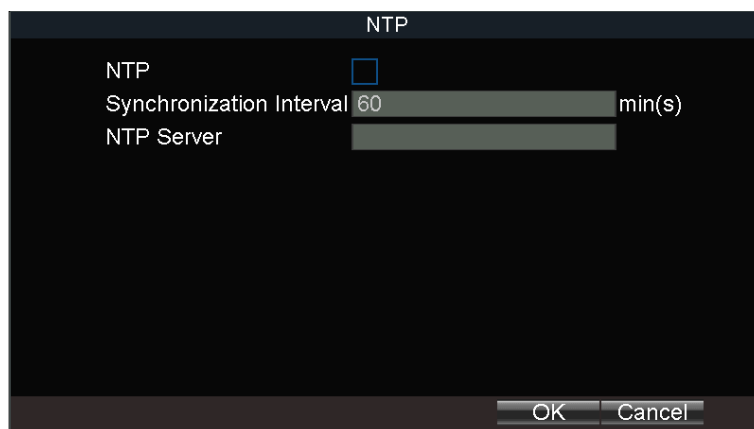 NTP
NTP
Synchronization Interval 60 min(s)
NTP Server
OK Cancel